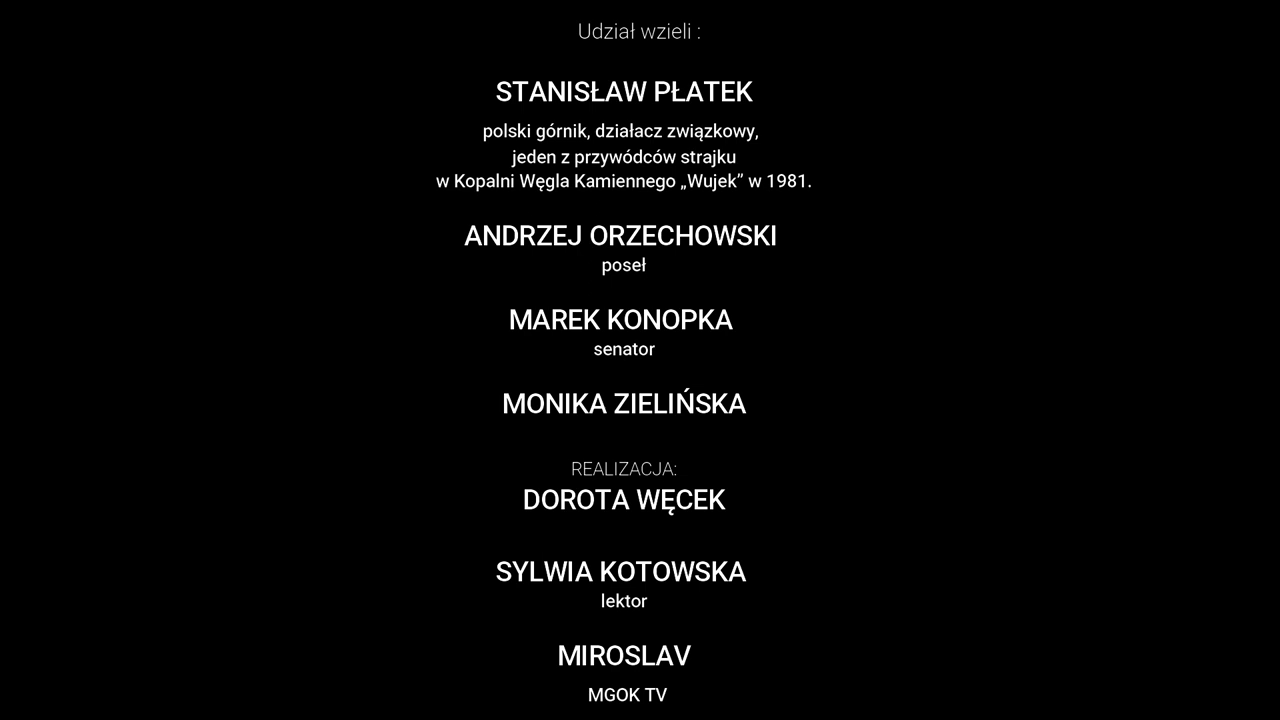 Udział wzieli :
STANISŁAW PŁATEK
polski górnik, działacz związkowy,
jeden z przywódców strajku
w Kopalni Węgla Kamiennego „Wujek” w 1981.
ANDRZEJ ORZECHOWSKI
poseł
MAREK KONOPKA
senator
MONIKA ZIELIŃSKA
REALIZACJA:
DOROTA WĘCEK
SYLWIA KOTOWSKA
lektor
MIROSLAV
MGOK TV